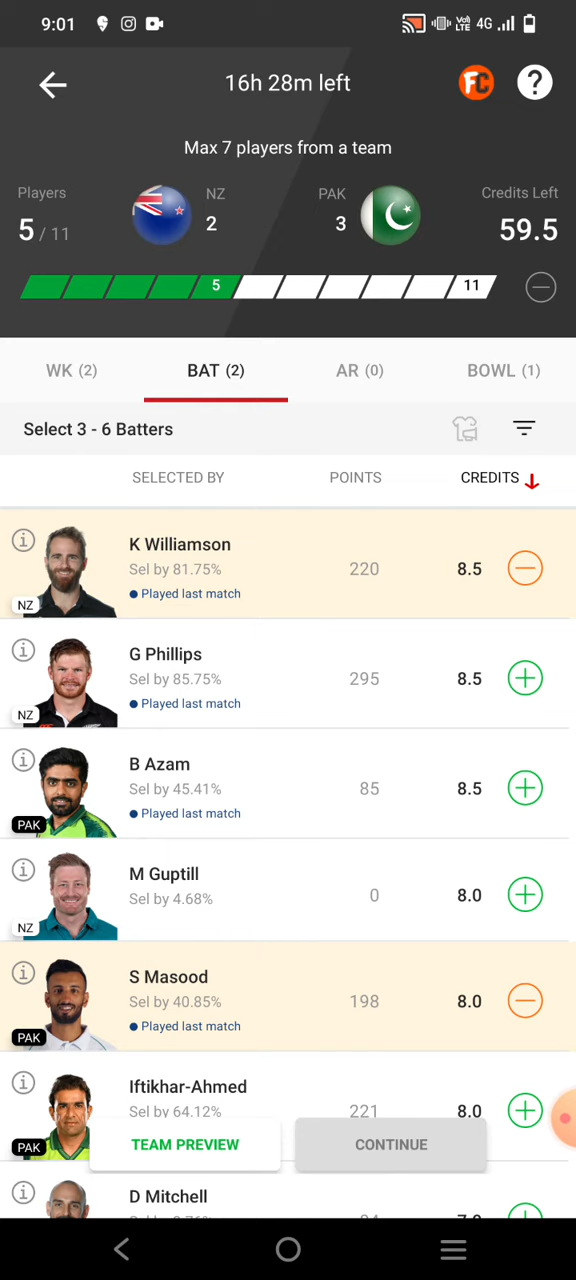 9:01
Vo) LTE 4G
16h 28m left
FC ?
Max 7 players from a team
Players NZ PAK Credits Left
5 / 11 2 3 59.5
5 11
WK (2) BAT (2) AR (0) BOWL (1)
Select 3 - 6 Batters
SELECTED BY POINTS CREDITS
K Williamson
Sel by 81.75% 220 8.5
Played last match
NZ
G Phillips
Sel by 85.75% 295 8.5
Played last match
NZ
B Azam
Sel by 45.41% 85 8.5
Played last match
PAK
M Guptill
Sel by 4.68% 0 8.0
NZ
S Masood
Sel by 40.85% 198 8.0
Played last match
PAK
Iftikhar-Ahmed
Sel by 64.12% 221 8.0
PAK
TEAM PREVIEW CONTINUE
D Mitchell